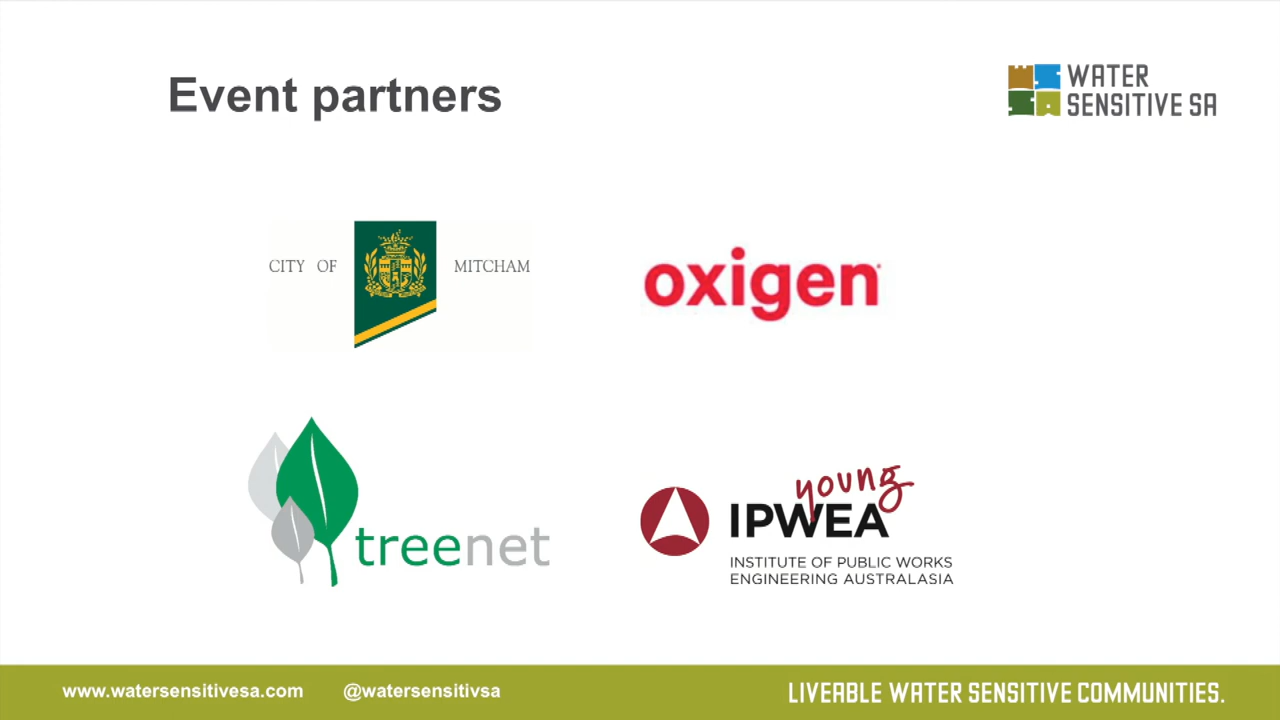 Event partners
WATER
SENSITIVE SA
CITY OF MITCHAM
oxigen
treenet
young
IPWEA
INSTITUTE OF PUBLIC WORKS
ENGINEERING AUSTRALASIA
www.watersensitivesa.com @watersensitivsa
LIVEABLE WATER SENSITIVE COMMUNITIES.